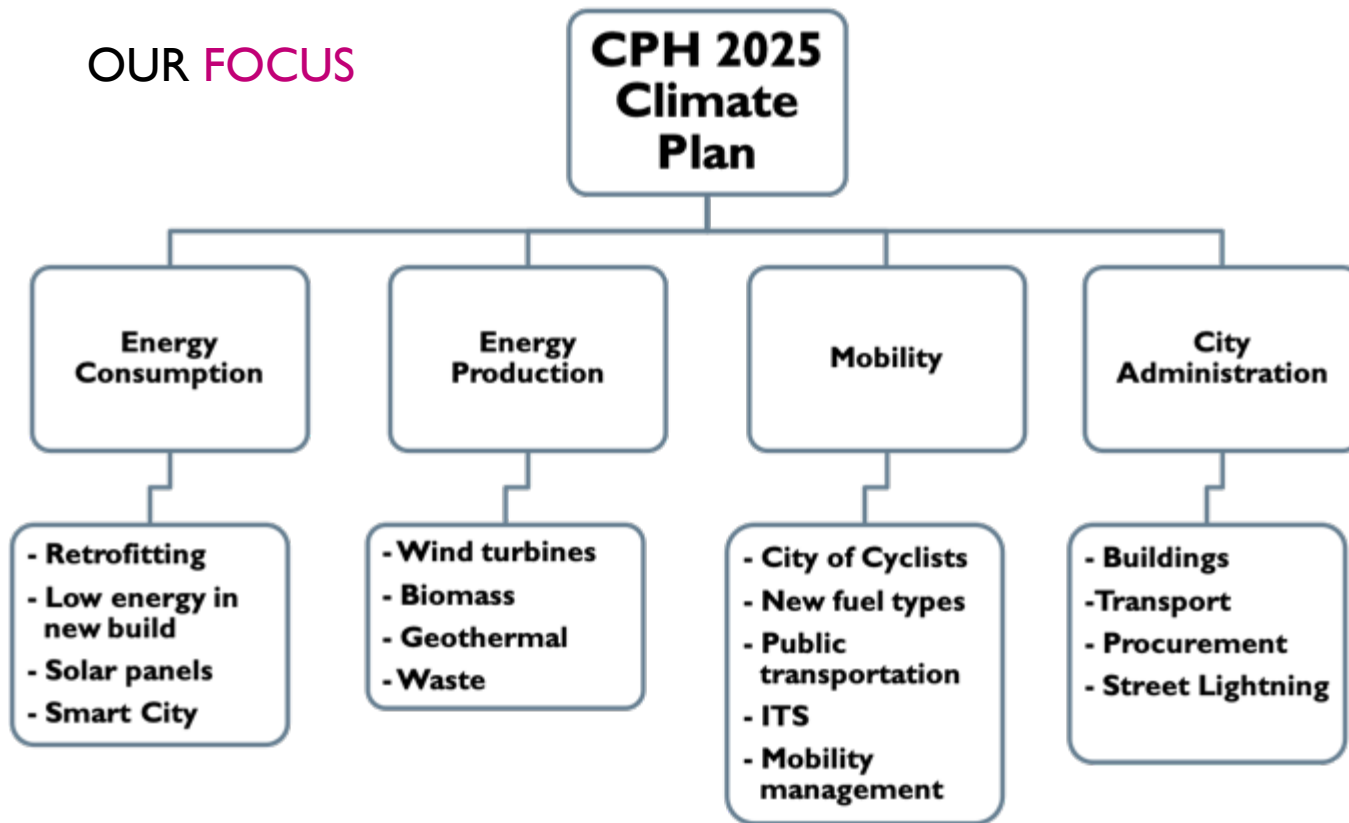 OUR FOCUS
CPH 2025
Climate
Plan
Energy
Consumption
Energy
Production
Mobility
City
Administration
- Retrofitting
- Low energy in
new build
- Solar panels
- Smart City
- Wind turbines
- Biomass
- Geothermal
- Waste
- City of Cyclists
- New fuel types
- Public
transportation
- ITS
- Mobility
management
- Buildings
-Transport
- Procurement
- Street Lightning